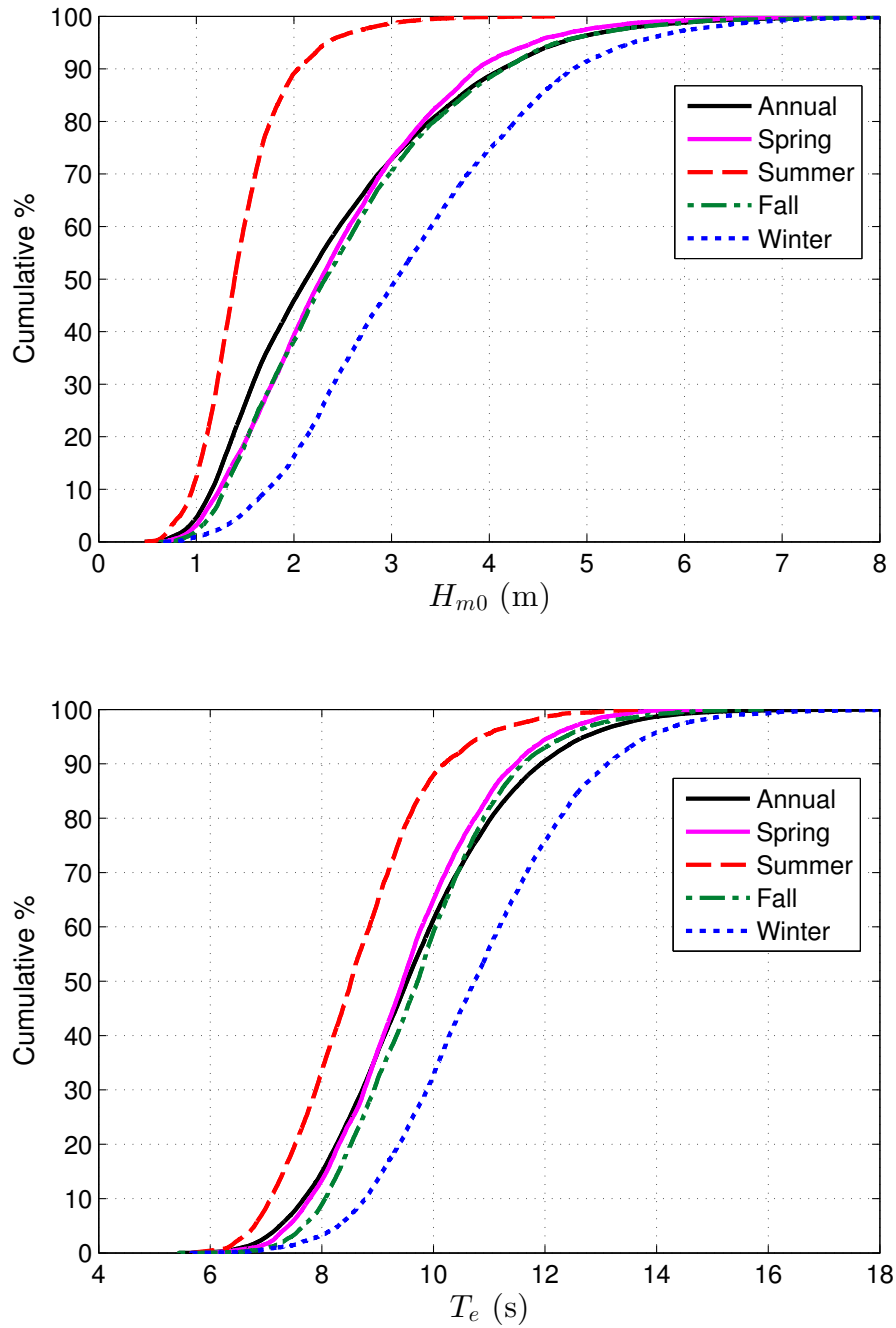 100
90
80
70
60
50
40
30
20
10
0
Cumulative %
Annual
Spring
Summer
Fall
Winter
0 1 2 3 4 5 6 7 8
H_{m0} (m)
100
90
80
70
60
50
40
30
20
10
0
Cumulative %
Annual
Spring
Summer
Fall
Winter
4 6 8 10 12 14 16 18
T_e (s)